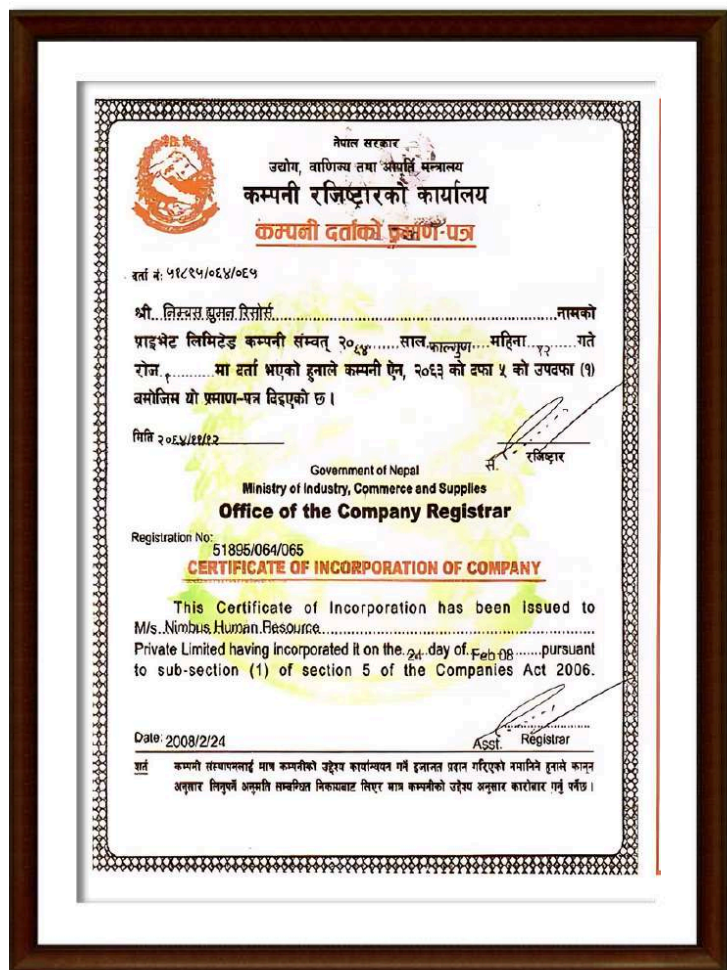 नेपाल सरकार
उद्योग, वाणिज्य तथा आपूर्ति मन्त्रालय
कम्पनी रजिष्ट्रारको कार्यालय
कम्पनी दर्ताको प्रमाण-पत्र
दर्ता नं: ५१८९५/०६४/०६५
श्री..निम्बस ह्युमन रिसोर्स..........नामको
प्राइभेट लिमिटेड कम्पनी संम्वत् २०६४......साल.फाल्गुण....महिना...१२....गते
रोज.१.........मा दर्ता भएको हुनाले कम्पनी ऐन, २०६३ को दफा ५ को उपदफा (१)
बमोजिम यो प्रमाण-पत्र दिइएको छ।
मिति २०६४/११/१२
स. रजिष्ट्रार
Government of Nepal
Ministry of Industry, Commerce and Supplies
Office of the Company Registrar
Registration No:
51895/064/065
CERTIFICATE OF INCORPORATION OF COMPANY
This Certificate of Incorporation has been issued to
M/s..Nimbus Human Resource..........
Private Limited having incorporated it on the..24..day of..Feb 08......pursuant
to sub-section (1) of section 5 of the Companies Act 2006.
Date: 2008/2/24
Asst. Registrar
शर्त कम्पनी संस्थापनलाई मात्र कम्पनीको उद्देश्य कार्यान्वयन गर्ने इजाजत प्रदान गरिएको नमानिने हुनाले कानून
अनुसार लिनुपर्ने अनुमति सम्बन्धित निकायबाट लिएर मात्र कम्पनीको उद्देश्य अनुसार कारोबार गर्नु पर्नेछ।